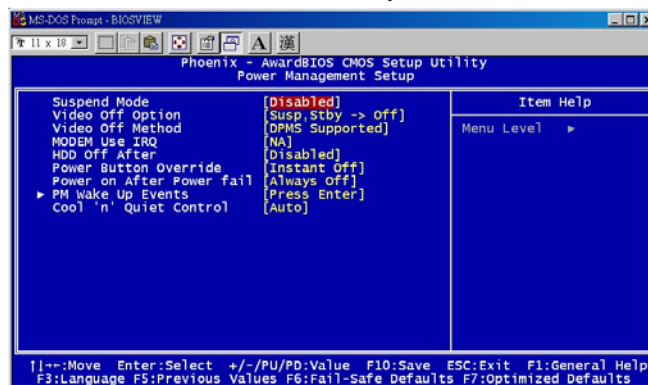 MS-DOS Prompt - BIOSVIEW
Tr 11 x 18
A 漢
Phoenix - AwardBIOS CMOS Setup Utility
Power Management Setup
Suspend Mode [Disabled]
Video Off Option [Susp,Stby -> Off]
Video Off Method [DPMS Supported]
MODEM Use IRQ [NA]
HDD Off After [Disabled]
Power Button Override [Instant Off]
Power on After Power fail [Always Off]
► PM Wake Up Events [Press Enter]
Cool 'n' Quiet Control [Auto]
Item Help
Menu Level ►
↑↓→←:Move Enter:Select +/-/PU/PD:Value F10:Save ESC:Exit F1:General Help
F3:Language F5:Previous Values F6:Fail-Safe Defaults F7:Optimized Defaults